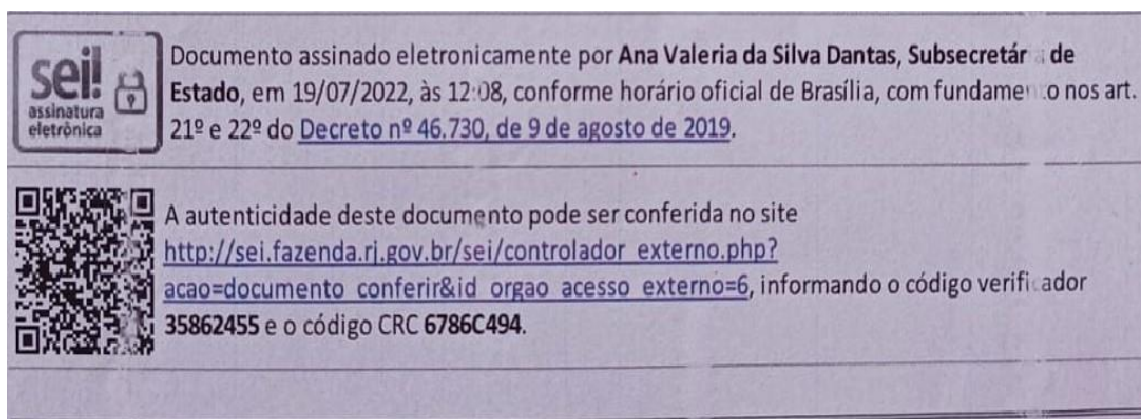 sei!
assinatura
eletrônica
Documento assinado eletronicamente por Ana Valeria da Silva Dantas, Subsecretár a de
Estado, em 19/07/2022, às 12:08, conforme horário oficial de Brasília, com fundamento nos art.
21º e 22º do Decreto nº 46.730, de 9 de agosto de 2019.
A autenticidade deste documento pode ser conferida no site
http://sei.fazenda.rj.gov.br/sei/controlador_externo.php?
acao=documento_conferir&id_orgao_acesso_externo=6, informando o código verificador
35862455 e o código CRC 6786C494.